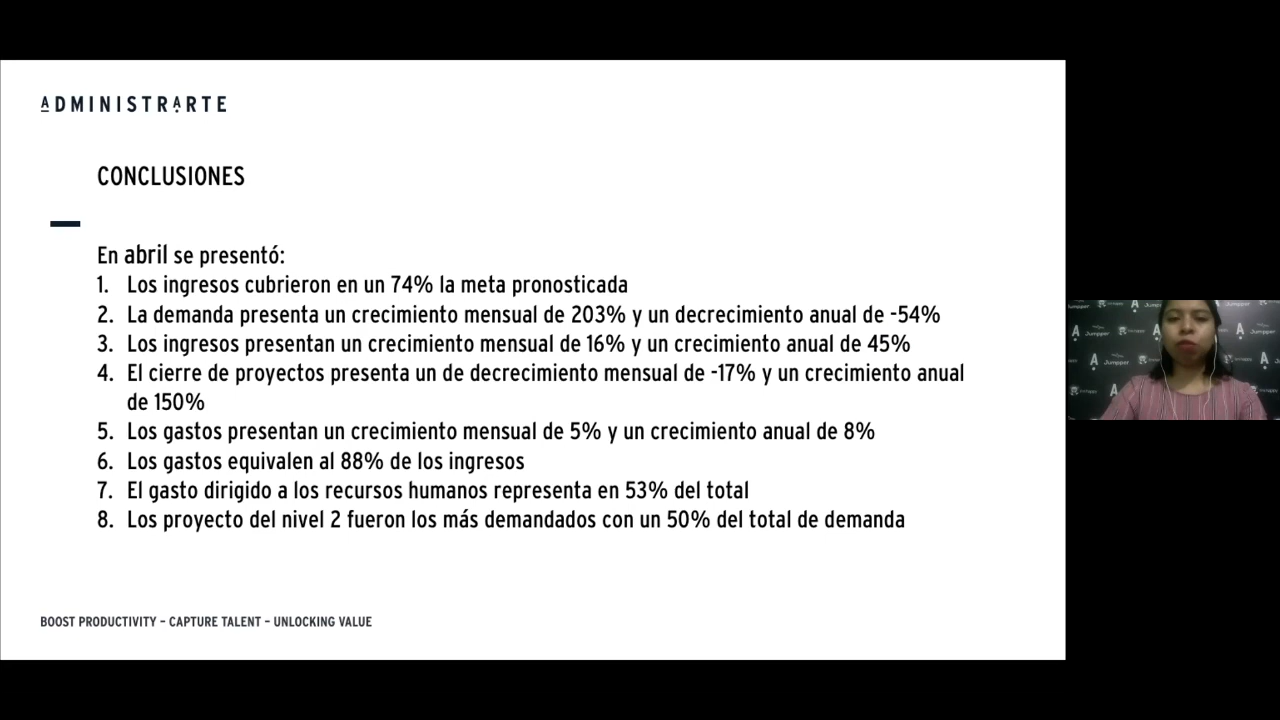 ADMINISTRARTE
CONCLUSIONES
En abril se presentó:
1. Los ingresos cubrieron en un 74% la meta pronosticada
2. La demanda presenta un crecimiento mensual de 203% y un decrecimiento anual de -54%
3. Los ingresos presentan un crecimiento mensual de 16% y un crecimiento anual de 45%
4. El cierre de proyectos presenta un de decrecimiento mensual de -17% y un crecimiento anual
de 150%
5. Los gastos presentan un crecimiento mensual de 5% y un crecimiento anual de 8%
6. Los gastos equivalen al 88% de los ingresos
7. El gasto dirigido a los recursos humanos representa en 53% del total
8. Los proyecto del nivel 2 fueron los más demandados con un 50% del total de demanda
BOOST PRODUCTIVITY – CAPTURE TALENT – UNLOCKING VALUE
Jumpper